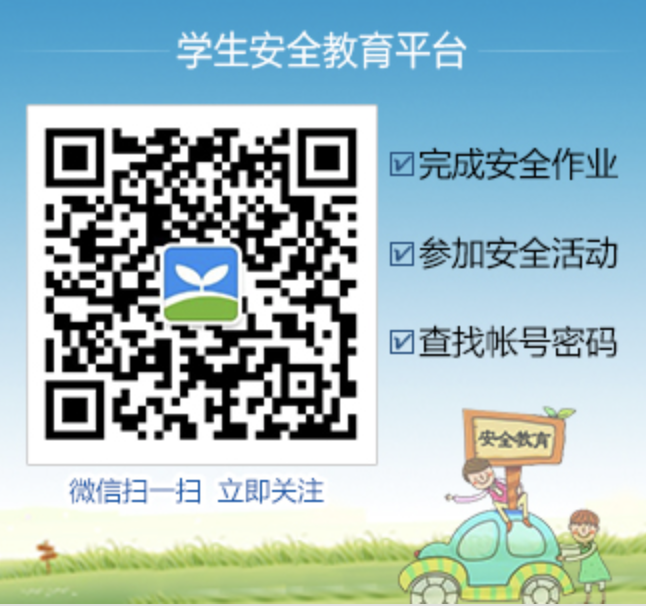 学生安全教育平台
完成安全作业
参加安全活动
查找帐号密码
安全教育
微信扫一扫 立即关注